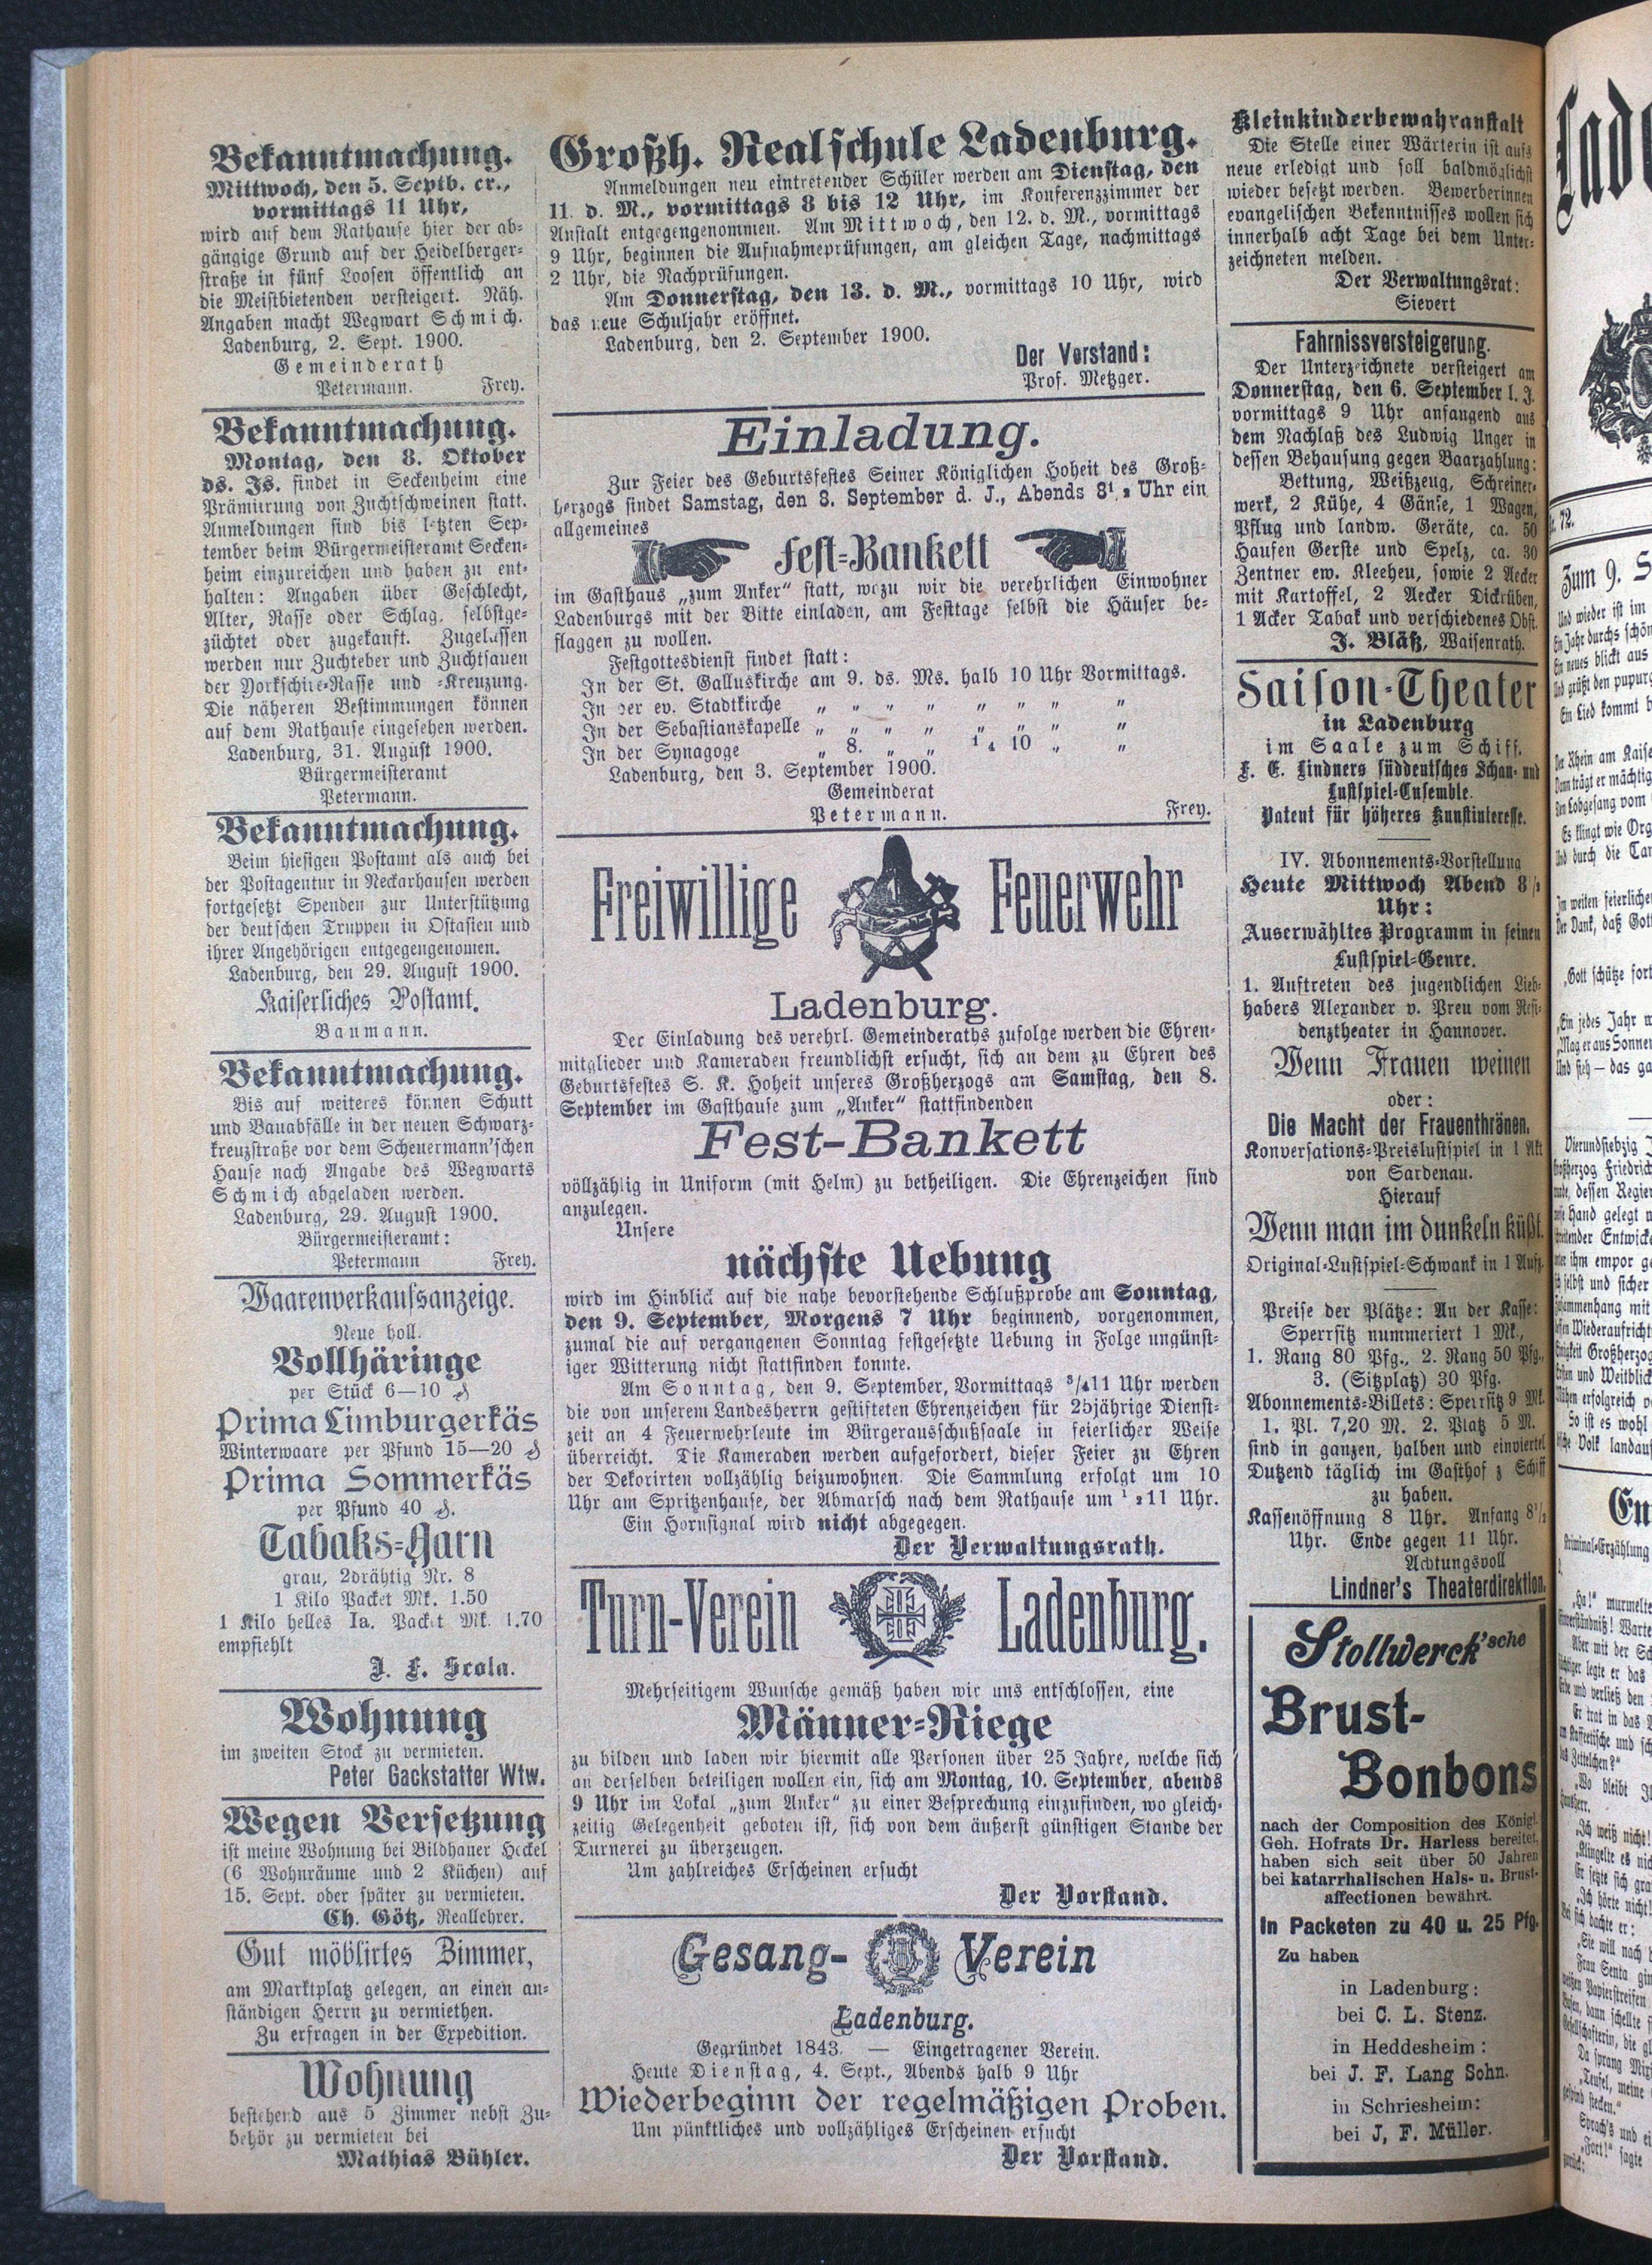 Bekanntmachung.
Mittwoch, den 5. Septb. cr.,
vormittags 11 Uhr,
wird auf dem Rathause hier der ab-
gängige Grund auf der Heidelberger-
straße in fünf Loosen öffentlich an
die Meistbietenden versteigert. Näh.
Angaben macht Wegwart Schmich.
Ladenburg, 2. Sept. 1900.
Gemeinderath
Petermann. Frey.
Bekanntmachung.
Montag, den 8. Oktober
ds. Js. findet in Seckenheim eine
Prämiirung von Zuchtschweinen statt.
Anmeldungen sind bis letzten Sep-
tember beim Bürgermeisteramt Secken-
heim einzureichen und haben zu ent-
halten: Angaben über Geschlecht,
Alter, Rasse oder Schlag, selbstge-
züchtet oder zugekauft. Zugelassen
werden nur Zuchteber und Zuchtsauen
der Yorkschire-Rasse und -Kreuzung.
Die näheren Bestimmungen können
auf dem Rathause eingesehen werden.
Ladenburg, 31. August 1900.
Bürgermeisteramt
Petermann.
Bekanntmachung.
Beim hiesigen Postamt als auch bei
der Postagentur in Neckarhausen werden
fortgesetzt Spenden zur Unterstützung
der deutschen Truppen in Ostasien und
ihrer Angehörigen entgegengenomen.
Ladenburg, den 29. August 1900.
Kaiserliches Postamt.
Baumann.
Bekanntmachung.
Bis auf weiteres können Schutt
und Bauabfälle in der neuen Schwarz-
kreuzstraße vor dem Scheuermann'schen
Hause nach Angabe des Wegwarts
Schmich abgeladen werden.
Ladenburg, 29. August 1900.
Bürgermeisteramt:
Petermann Frey.
Waarenverkaufsanzeige.
Neue holl.
Vollhäringe
per Stück 6—10 ₰
Prima Limburgerkäs
Winterwaare per Pfund 15—20 ₰
Prima Sommerkäs
per Pfund 40 ₰.
Tabaks-Garn
grau, 2drähtig Nr. 8
1 Kilo Packet Mk. 1.50
1 Kilo helles Ia. Packet Mk. 1.70
empfiehlt
J. F. Scola.
Wohnung
im zweiten Stock zu vermieten.
Peter Gackstatter Wtw.
Wegen Versetzung
ist meine Wohnung bei Bildhauer Heckel
(6 Wohnräume und 2 Küchen) auf
15. Sept. oder später zu vermieten.
Ch. Götz, Reallehrer.
Gut möblirtes Zimmer,
am Marktplatz gelegen, an einen an-
ständigen Herrn zu vermiethen.
Zu erfragen in der Expedition.
Wohnung
bestehend aus 5 Zimmer nebst Zu-
behör zu vermieten bei
Mathias Bühler.
Großh. Realschule Ladenburg.
Anmeldungen neu eintretender Schüler werden am Dienstag, den
11. d. M., vormittags 8 bis 12 Uhr, im Konferenzzimmer der
Anstalt entgegengenommen. Am Mittwoch, den 12. d. M., vormittags
9 Uhr, beginnen die Aufnahmeprüfungen, am gleichen Tage, nachmittags
2 Uhr, die Nachprüfungen.
Am Donnerstag, den 13. d. M., vormittags 10 Uhr, wird
das neue Schuljahr eröffnet.
Ladenburg, den 2. September 1900.
Der Vorstand:
Prof. Metzger.
Einladung.
Zur Feier des Geburtsfestes Seiner Königlichen Hoheit des Groß-
herzogs findet Samstag, den 8. September d. J., Abends 8½ Uhr ein
allgemeines
Fest-Bankett
im Gasthaus „zum Anker“ statt, wozu wir die verehrlichen Einwohner
Ladenburgs mit der Bitte einladen, am Festtage selbst die Häuser be-
flaggen zu wollen.
Festgottesdienst findet statt:
In der St. Galluskirche am 9. ds. Ms. halb 10 Uhr Vormittags.
In der ev. Stadtkirche „ „ „ „ „ „ „ „
In der Sebastianskapelle „ „ „ „ „ „ „ „
In der Synagoge „ 8. „ „ ¼ 10 „ „
Ladenburg, den 3. September 1900.
Gemeinderat
Petermann. Frey.
Freiwillige Feuerwehr
Ladenburg.
Der Einladung des verehrl. Gemeinderaths zufolge werden die Ehren-
mitglieder und Kameraden freundlichst ersucht, sich an dem zu Ehren des
Geburtsfestes S. K. Hoheit unseres Großherzogs am Samstag, den 8.
September im Gasthause zum „Anker“ stattfindenden
Fest-Bankett
völlzählig in Uniform (mit Helm) zu betheiligen. Die Ehrenzeichen sind
anzulegen.
Unsere
nächste Uebung
wird im Hinblick auf die nahe bevorstehende Schlußprobe am Sonntag,
den 9. September, Morgens 7 Uhr beginnend, vorgenommen,
zumal die auf vergangenen Sonntag festgesetzte Uebung in Folge ungünst-
iger Witterung nicht stattfinden konnte.
Am Sonntag, den 9. September, Vormittags ¾11 Uhr werden
die von unserem Landesherrn gestifteten Ehrenzeichen für 25jährige Dienst-
zeit an 4 Feuerwehrleute im Bürgerausschußsaale in feierlicher Weise
überreicht. Die Kameraden werden aufgefordert, dieser Feier zu Ehren
der Dekorirten vollzählig beizuwohnen. Die Sammlung erfolgt um 10
Uhr am Spritzenhause, der Abmarsch nach dem Rathause um ½11 Uhr.
Ein Hornsignal wird nicht abgegegen.
Der Verwaltungsrath.
Turn-Verein Ladenburg.
Mehrseitigem Wunsche gemäß haben wir uns entschlossen, eine
Männer-Riege
zu bilden und laden wir hiermit alle Personen über 25 Jahre, welche sich
an derselben beteiligen wollen ein, sich am Montag, 10. September, abends
9 Uhr im Lokal „zum Anker“ zu einer Besprechung einzufinden, wo gleich-
zeitig Gelegenheit geboten ist, sich von dem äußerst günstigen Stande der
Turnerei zu überzeugen.
Um zahlreiches Erscheinen ersucht
Der Vorstand.
Gesang-Verein
Ladenburg.
Gegründet 1843. — Eingetragener Verein.
Heute Dienstag, 4. Sept., Abends halb 9 Uhr
Wiederbeginn der regelmäßigen Proben.
Um pünktliches und vollzähliges Erscheinen ersucht
Der Vorstand.
Kleinkinderbewahranstalt
Die Stelle einer Wärterin ist aufs
neue erledigt und soll baldmöglichst
wieder besetzt werden. Bewerberinnen
evangelischen Bekenntnisses wollen sich
innerhalb acht Tage bei dem Unter-
zeichneten melden.
Der Verwaltungsrat:
Sievert
Fahrnissversteigerung.
Der Unterzeichnete versteigert am
Donnerstag, den 6. September l. J.
vormittags 9 Uhr anfangend aus
dem Nachlaß des Ludwig Unger in
dessen Behausung gegen Baarzahlung:
Bettung, Weißzeug, Schreiner-
werk, 2 Kühe, 4 Gänse, 1 Wagen,
Pflug und landw. Geräte, ca. 50
Haufen Gerste und Spelz, ca. 30
Zentner ew. Kleeheu, sowie 2 Aecker
mit Kartoffel, 2 Aecker Dickrüben,
1 Acker Tabak und verschiedenes Obst.
J. Bläß, Waisenrath.
Saison-Theater
in Ladenburg
im Saale zum Schiff.
F. E. Lindners süddeutsches Schau- und
Lustspiel-Ensemble.
Patent für höheres Kunstinteresse.
IV. Abonnements-Vorstellung
Heute Mittwoch Abend 8½
Uhr:
Auserwähltes Programm in feinen
Lustspiel-Genre.
1. Auftreten des jugendlichen Lieb-
habers Alexander v. Preu vom Resi-
denztheater in Hannover.
Wenn Frauen weinen
oder:
Die Macht der Frauenthränen.
Konversations-Preislustspiel in 1 Akt
von Sardenau.
Hierauf
Wenn man im dunkeln küßt.
Original-Lustspiel-Schwank in 1 Aufz.
Preise der Plätze: An der Kasse:
Sperrsitz nummeriert 1 Mk.,
1. Rang 80 Pfg., 2. Rang 50 Pfg.,
3. (Sitzplatz) 30 Pfg.
Abonnements-Billets: Sperrsitz 9 Mk.
1. Pl. 7,20 M. 2. Platz 5 M.
sind in ganzen, halben und einviertel
Dutzend täglich im Gasthof z Schiff
zu haben.
Kassenöffnung 8 Uhr. Anfang 8½
Uhr. Ende gegen 11 Uhr.
Achtungsvoll
Lindner's Theaterdirektion.
Stollwerck'sche
Brust-
Bonbons
nach der Composition des Königl.
Geh. Hofrats Dr. Harless bereitet,
haben sich seit über 50 Jahren
bei katarrhalischen Hals- u. Brust-
affectionen bewährt.
In Packeten zu 40 u. 25 Pfg.
Zu haben
in Ladenburg:
bei C. L. Stenz.
in Heddesheim:
bei J. F. Lang Sohn.
in Schriesheim:
bei J, F. Müller.
Lade
72.
Zum 9. S
Und wieder ist im
Ein Jahr durchs schön
Ein neues blickt aus
Ein Lied kommt